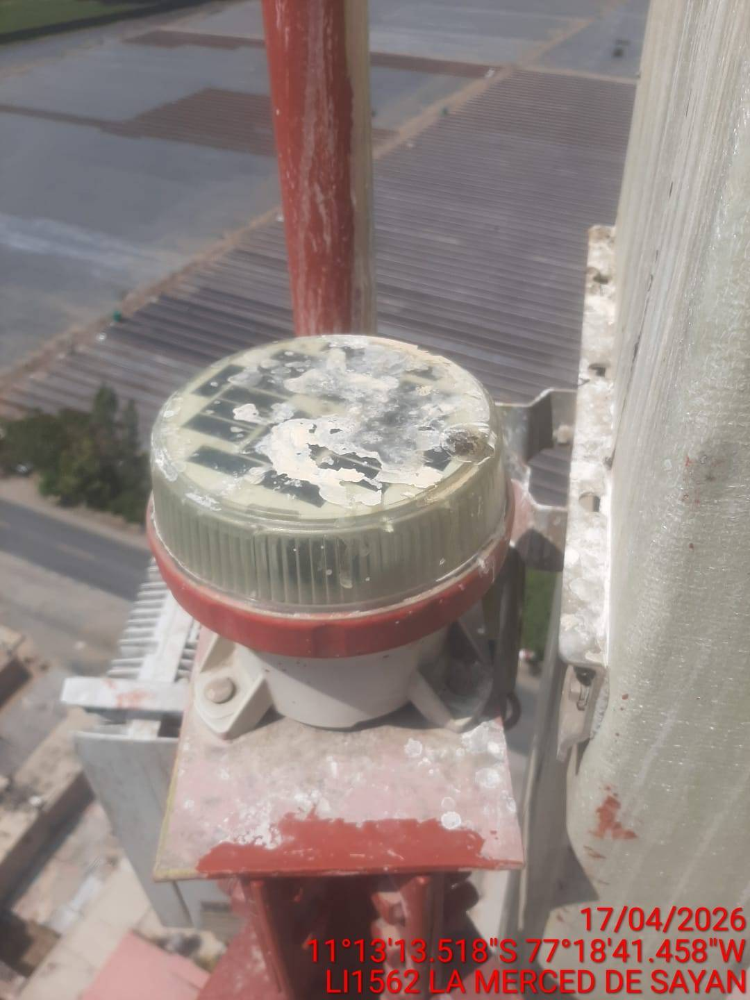 17/04/2026
11°13'13.518"S 77°18'41.458"W
LI1562 LA MERCED DE SAYAN